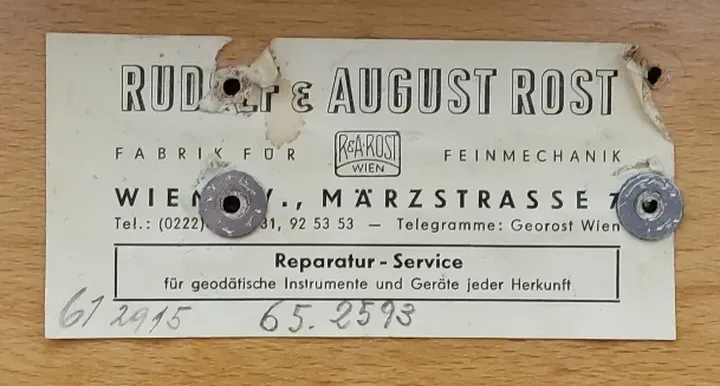 RUDOLF & AUGUST ROST
FABRIK FÜR R&A·ROST WIEN FEINMECHANIK
WIEN V., MÄRZSTRASSE 7
Tel.: (0222) 31, 92 53 53 — Telegramme: Georost Wien
Reparatur - Service
für geodätische Instrumente und Geräte jeder Herkunft
61 2915 65. 2593